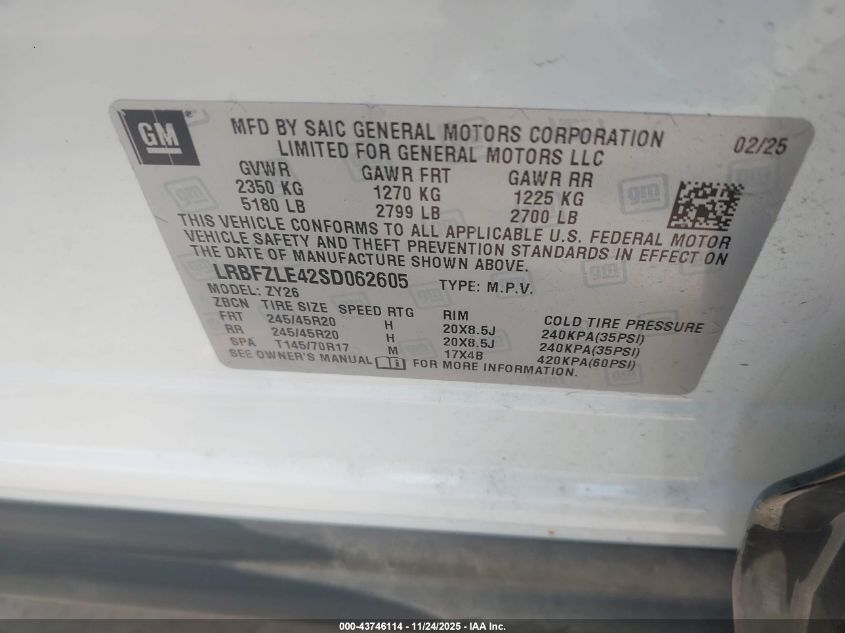 GM
MFD BY SAIC GENERAL MOTORS CORPORATION 02/25
LIMITED FOR GENERAL MOTORS LLC
GVWR GAWR FRT GAWR RR
2350 KG 1270 KG 1225 KG
5180 LB 2799 LB 2700 LB
THIS VEHICLE CONFORMS TO ALL APPLICABLE U.S. FEDERAL MOTOR
VEHICLE SAFETY AND THEFT PREVENTION STANDARDS IN EFFECT ON
THE DATE OF MANUFACTURE SHOWN ABOVE.
LRBFZLE42SD062605 TYPE: M.P.V.
MODEL: ZY26
ZBCN TIRE SIZE SPEED RTG RIM COLD TIRE PRESSURE
FRT 245/45R20 H 20X8.5J 240KPA(35PSI)
RR 245/45R20 H 20X8.5J 240KPA(35PSI)
SPA T145/70R17 M 17X4B 420KPA(60PSI)
SEE OWNER'S MANUAL FOR MORE INFORMATION.
000-43746114 - 11/24/2025 - IAA Inc.